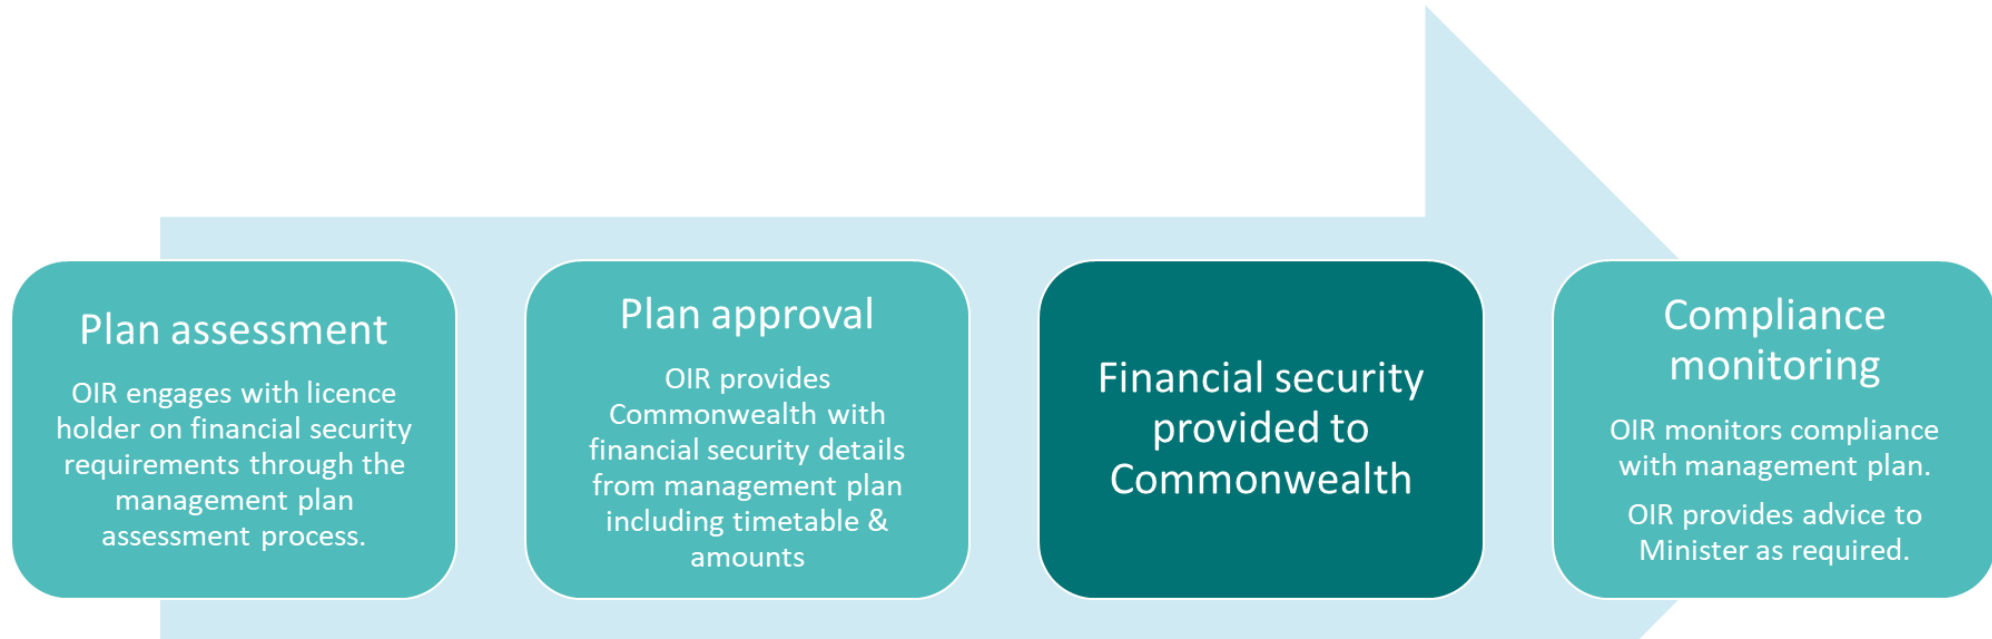 Plan assessment
OIR engages with licence
holder on financial security
requirements through the
management plan
assessment process.
Plan approval
OIR provides
Commonwealth with
financial security details
from management plan
including timetable &
amounts
Financial security
provided to
Commonwealth
Compliance
monitoring
OIR monitors compliance
with management plan.
OIR provides advice to
Minister as required.